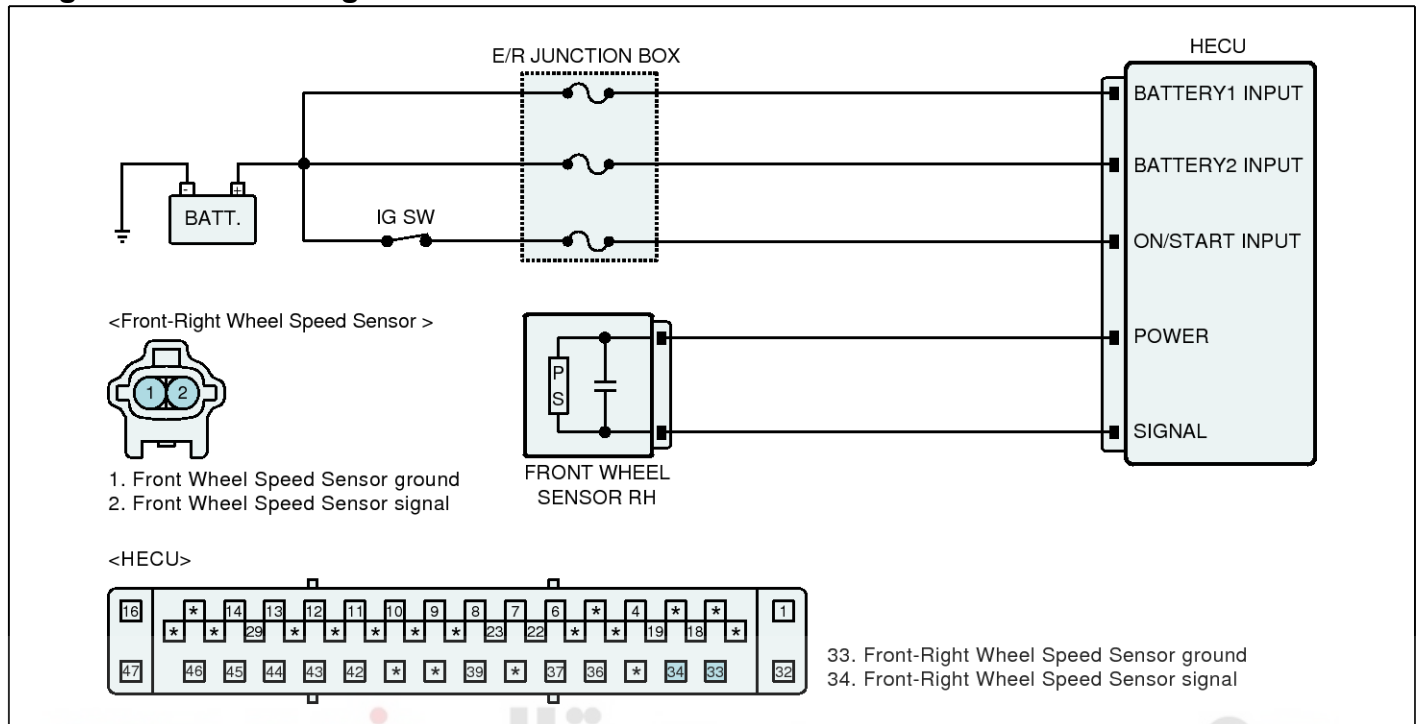 E/R JUNCTION BOX
HECU
BATTERY1 INPUT
BATTERY2 INPUT
- +
BATT.
IG SW
ON/START INPUT
<Front-Right Wheel Speed Sensor >
POWER
P
S
1 2
SIGNAL
1. Front Wheel Speed Sensor ground
2. Front Wheel Speed Sensor signal
FRONT WHEEL
SENSOR RH
<HECU>
16 * 14 13 12 11 10 9 8 7 6 * 4 * * 1
* * 29 * * * * * 23 22 * * 19 18 *
47 46 45 44 43 42 * * 39 * 37 36 * 34 33 32
33. Front-Right Wheel Speed Sensor ground
34. Front-Right Wheel Speed Sensor signal